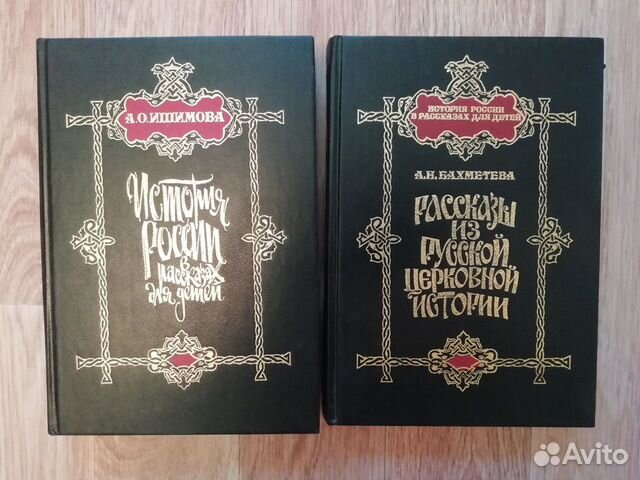 А.О.ИШИМОВА
ИСТОРИЯ
РОССИИ
В
РАССКАЗАХ
ДЛЯ ДЕТЕЙ
ИСТОРИЯ РОССИИ
В РАССКАЗАХ ДЛЯ ДЕТЕЙ
А.Н.БАХМЕТЕВА
РАССКАЗЫ
ИЗ
РУССКОЙ
ЦЕРКОВНОЙ
ИСТОРИИ
Avito